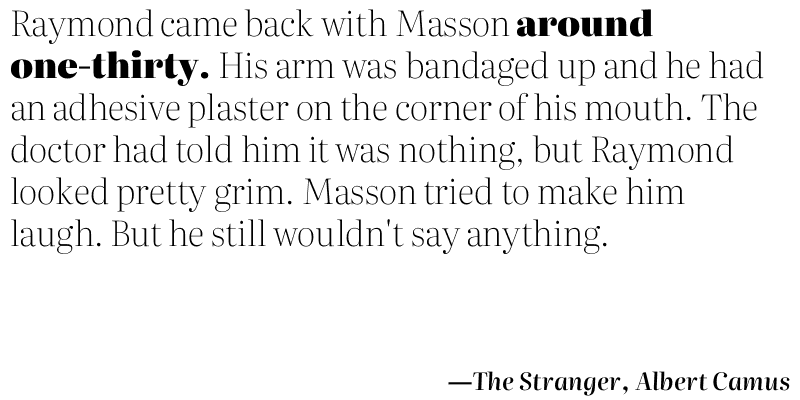 Raymond came back with Masson around
one-thirty. His arm was bandaged up and he had
an adhesive plaster on the corner of his mouth. The
doctor had told him it was nothing, but Raymond
looked pretty grim. Masson tried to make him
laugh. But he still wouldn't say anything.
—The Stranger, Albert Camus